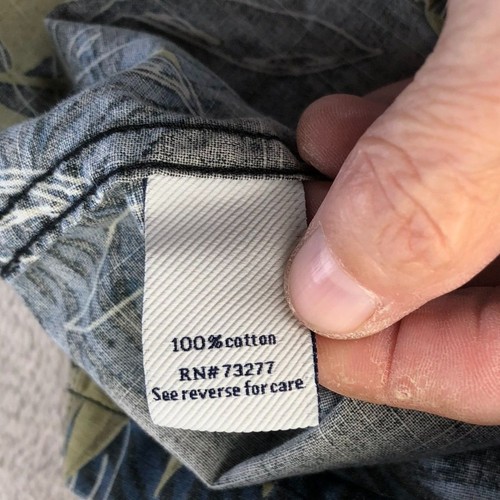 100% cotton
RN# 73277
See reverse for care